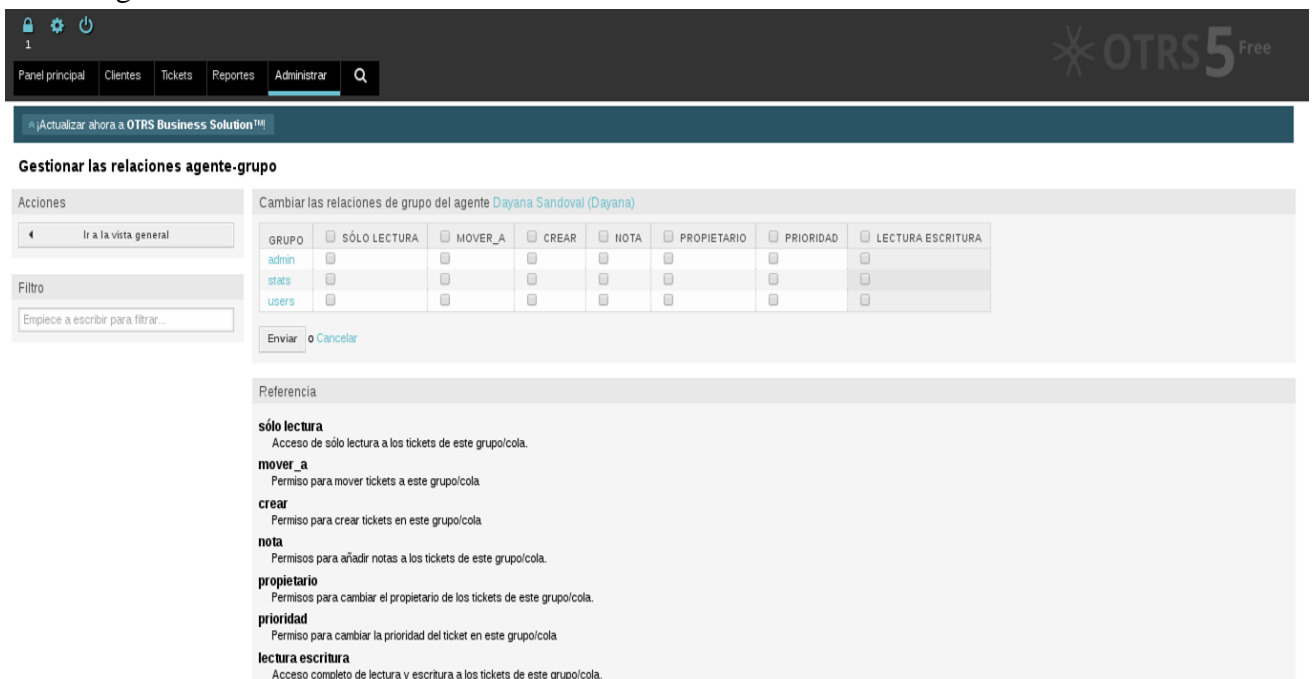 1
OTRS 5 Free
Panel principal Clientes Tickets Reportes Administrar
¡Actualizar ahora a OTRS Business Solution™!
Gestionar las relaciones agente-grupo
Acciones
Ir a la vista general
Filtro
Empiece a escribir para filtrar...
Cambiar las relaciones de grupo del agente Dayana Sandoval (Dayana)
GRUPO SÓLO LECTURA MOVER_A CREAR NOTA PROPIETARIO PRIORIDAD LECTURA ESCRITURA
admin
stats
users
Enviar o Cancelar
Referencia
sólo lectura
Acceso de sólo lectura a los tickets de este grupo/cola.
mover_a
Permiso para mover tickets a este grupo/cola
crear
Permiso para crear tickets en este grupo/cola
nota
Permisos para añadir notas a los tickets de este grupo/cola.
propietario
Permisos para cambiar el propietario de los tickets de este grupo/cola.
prioridad
Permiso para cambiar la prioridad del ticket en este grupo/cola
lectura escritura
Acceso completo de lectura y escritura a los tickets de este grupo/cola.